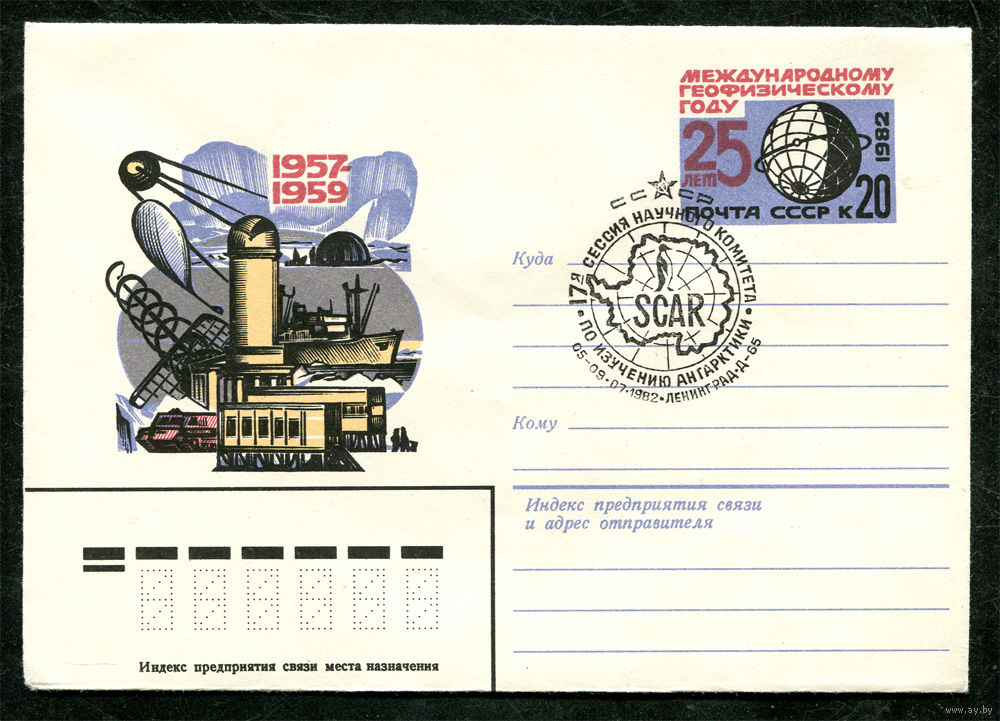 МЕЖДУНАРОДНОМУ
ГЕОФИЗИЧЕСКОМУ
ГОДУ
25
ЛЕТ
1982
ПОЧТА СССР К 20
1957-
1959
СССР
17я СЕССИЯ НАУЧНОГО КОМИТЕТА
ПО ИЗУЧЕНИЮ АНТАРКТИКИ
SCAR
05-09·07·1982·ЛЕНИНГРАД-Д-65
Куда
Кому
Индекс предприятия связи
и адрес отправителя
Индекс предприятия связи места назначения
www.ay.by